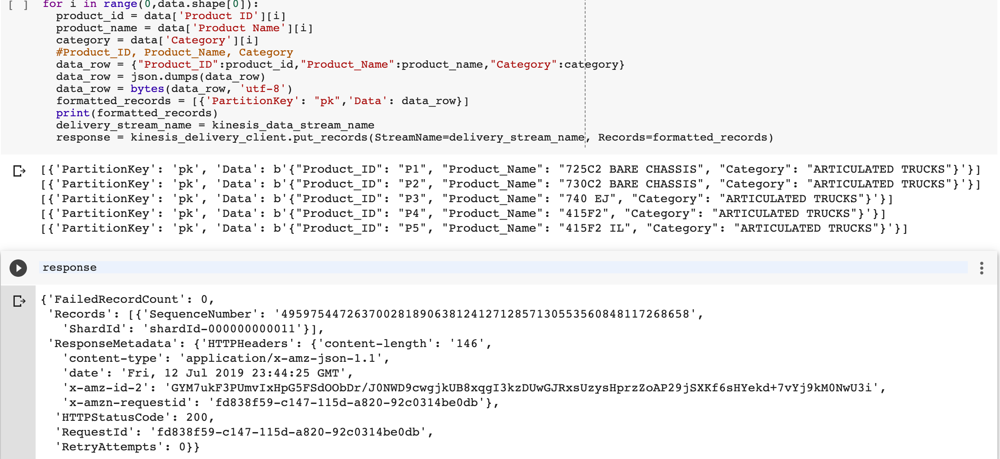 [ ] for i in range(0,data.shape[0]):
product_id = data['Product ID'][i]
product_name = data['Product Name'][i]
category = data['Category'][i]
#Product_ID, Product_Name, Category
data_row = {"Product_ID":product_id,"Product_Name":product_name,"Category":category}
data_row = json.dumps(data_row)
data_row = bytes(data_row, 'utf-8')
formatted_records = [{'PartitionKey': "pk",'Data': data_row}]
print(formatted_records)
delivery_stream_name = kinesis_data_stream_name
response = kinesis_delivery_client.put_records(StreamName=delivery_stream_name, Records=formatted_records)
[{'PartitionKey': 'pk', 'Data': b'{"Product_ID": "P1", "Product_Name": "725C2 BARE CHASSIS", "Category": "ARTICULATED TRUCKS"}'}]
[{'PartitionKey': 'pk', 'Data': b'{"Product_ID": "P2", "Product_Name": "730C2 BARE CHASSIS", "Category": "ARTICULATED TRUCKS"}'}]
[{'PartitionKey': 'pk', 'Data': b'{"Product_ID": "P3", "Product_Name": "740 EJ", "Category": "ARTICULATED TRUCKS"}'}]
[{'PartitionKey': 'pk', 'Data': b'{"Product_ID": "P4", "Product_Name": "415F2", "Category": "ARTICULATED TRUCKS"}'}]
[{'PartitionKey': 'pk', 'Data': b'{"Product_ID": "P5", "Product_Name": "415F2 IL", "Category": "ARTICULATED TRUCKS"}'}]
response
{'FailedRecordCount': 0,
'Records': [{'SequenceNumber': '49597544726370028189063812412712857130553560848117268658',
'ShardId': 'shardId-000000000011'}],
'ResponseMetadata': {'HTTPHeaders': {'content-length': '146',
'content-type': 'application/x-amz-json-1.1',
'date': 'Fri, 12 Jul 2019 23:44:25 GMT',
'x-amz-id-2': 'GYM7ukF3PUmvIxHpG5FSdOObDr/J0NWD9cwgjkUB8xqgI3kzDUwGJRxsUzysHprzZoAP29jSXKf6sHYekd+7vYj9kM0NwU3i',
'x-amzn-requestid': 'fd838f59-c147-115d-a820-92c0314be0db'},
'HTTPStatusCode': 200,
'RequestId': 'fd838f59-c147-115d-a820-92c0314be0db',
'RetryAttempts': 0}}